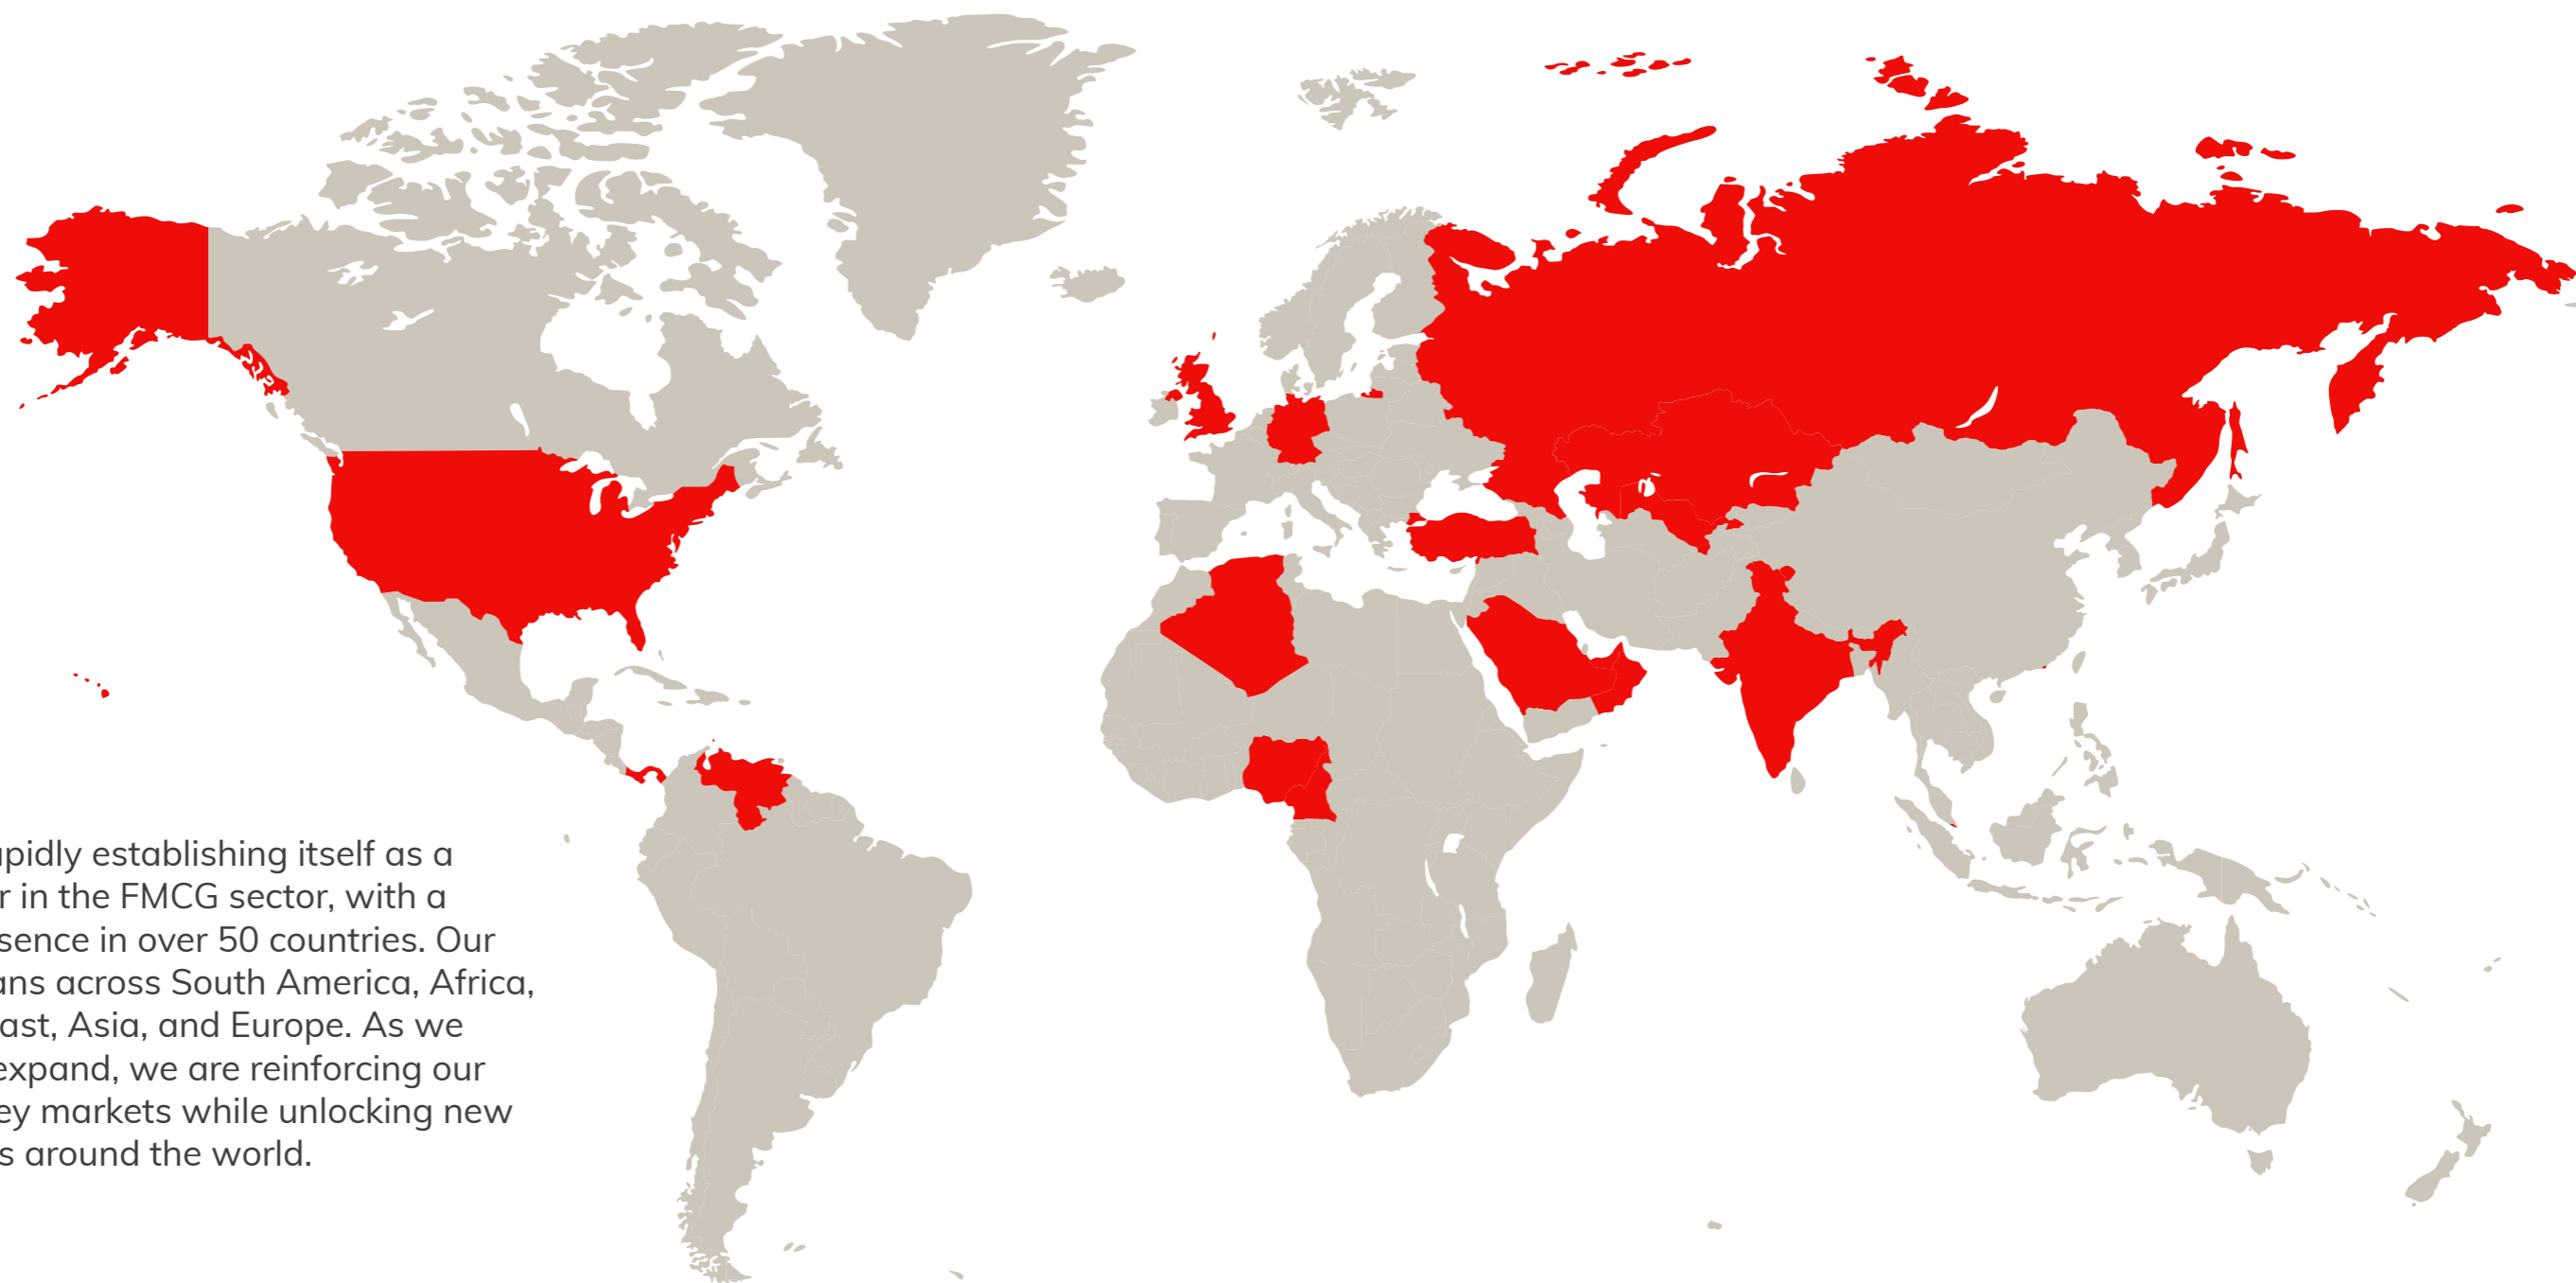 rapidly establishing itself as a
r in the FMCG sector, with a
sence in over 50 countries. Our
ans across South America, Africa,
ast, Asia, and Europe. As we
expand, we are reinforcing our
ey markets while unlocking new
s around the world.